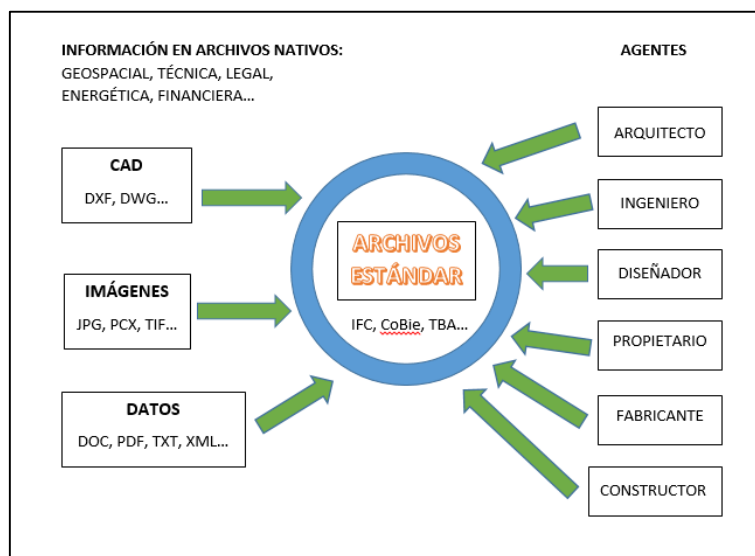 INFORMACIÓN EN ARCHIVOS NATIVOS:
GEOSPACIAL, TÉCNICA, LEGAL,
ENERGÉTICA, FINANCIERA...
CAD
DXF, DWG...
IMÁGENES
JPG, PCX, TIF...
DATOS
DOC, PDF, TXT, XML...
ARCHIVOS
ESTÁNDAR
IFC, CoBie, TBA...
AGENTES
ARQUITECTO
INGENIERO
DISEÑADOR
PROPIETARIO
FABRICANTE
CONSTRUCTOR